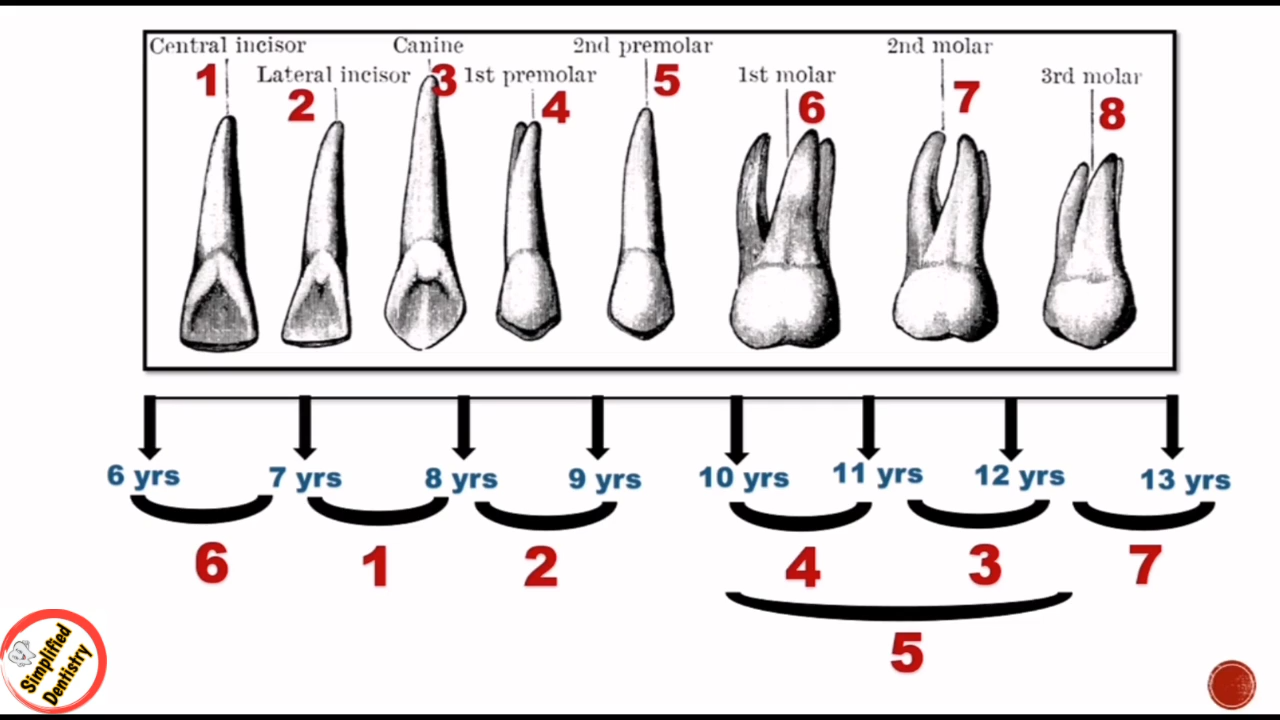 Central incisor
Canine
2nd premolar
2nd molar
1
Lateral incisor
3
1st premolar
5
1st molar
7
3rd molar
2
4
6
8
6 yrs
7 yrs
8 yrs
9 yrs
10 yrs
11 yrs
12 yrs
13 yrs
6
1
2
4
3
7
5
Simplified
Dentistry